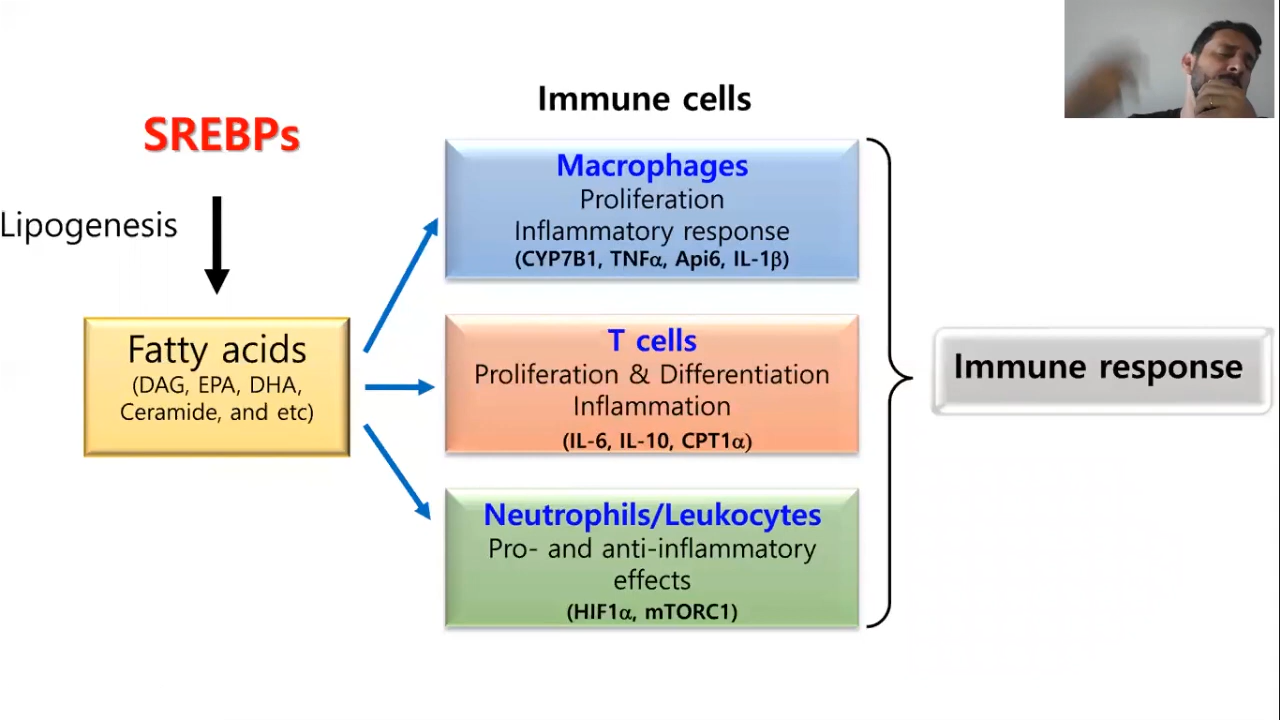 SREBPs
Lipogenesis
Fatty acids
(DAG, EPA, DHA,
Ceramide, and etc)
Immune cells
Macrophages
Proliferation
Inflammatory response
(CYP7B1, TNFα, Api6, IL-1β)
T cells
Proliferation & Differentiation
Inflammation
(IL-6, IL-10, CPT1α)
Neutrophils/Leukocytes
Pro- and anti-inflammatory
effects
(HIF1α, mTORC1)
Immune response